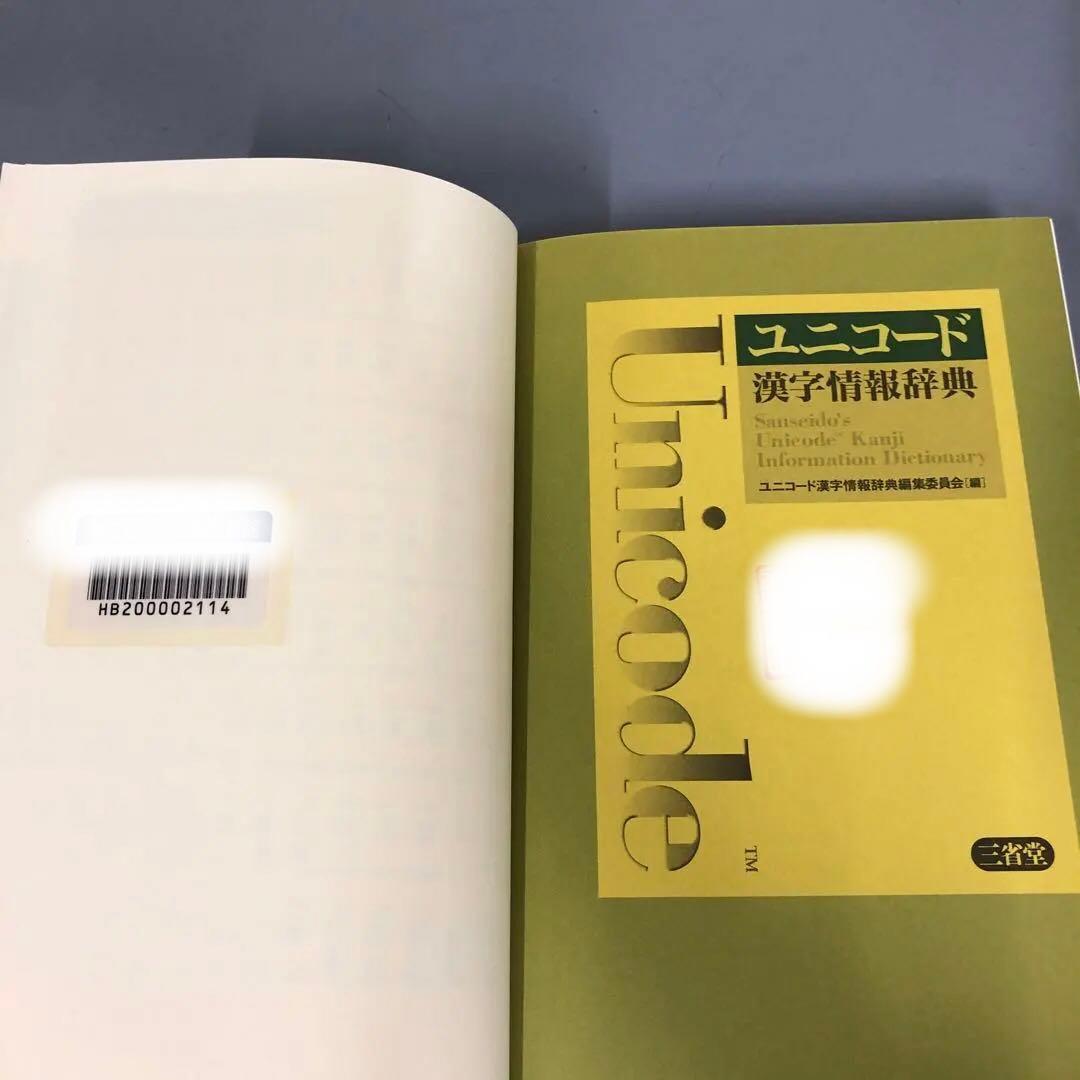 HB200002114
Unicode™
ユニコード
漢字情報辞典
Sanseido's
Unicode® Kanji
Information Dictionary
ユニコード漢字情報辞典編集委員会[編]
三省堂